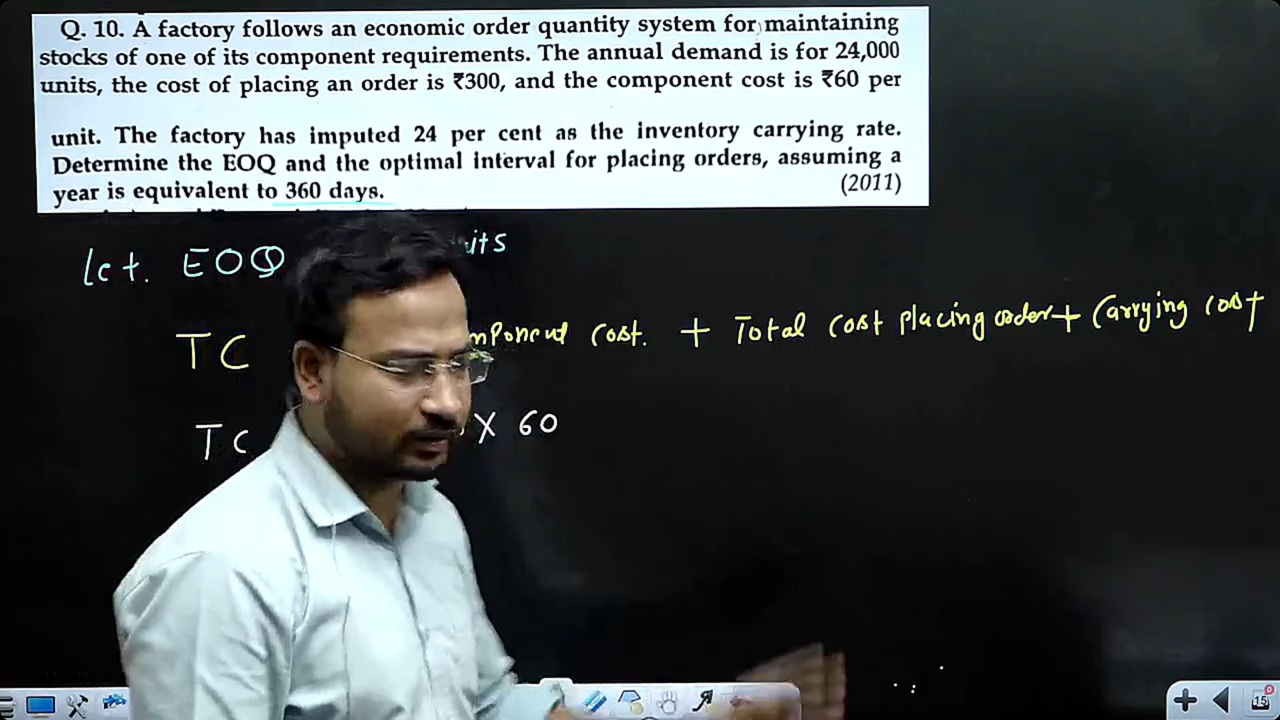 Q. 10. A factory follows an economic order quantity system for maintaining
stocks of one of its component requirements. The annual demand is for 24,000
units, the cost of placing an order is ₹300, and the component cost is ₹60 per
unit. The factory has imputed 24 per cent as the inventory carrying rate.
Determine the EOQ and the optimal interval for placing orders, assuming a
year is equivalent to 360 days. (2011)
Let. EOQ
TC cost. + Total cost placing order + Carrying cost
TC X 60
15